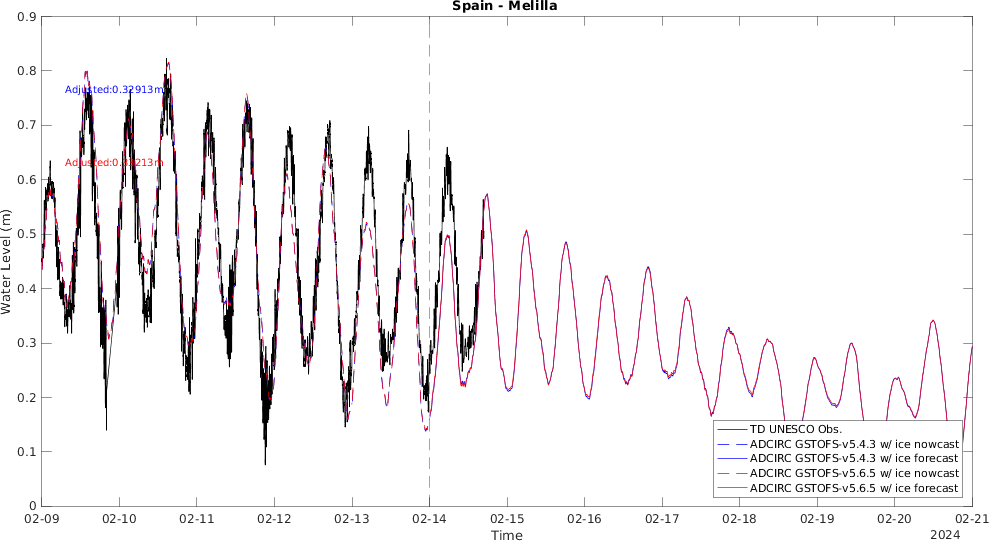 Spain - Melilla
0.9
0.8
0.7
0.6
0.5
0.4
0.3
0.2
0.1
0
Water Level (m)
Adjusted:0.32913m
TD UNESCO Obs.
ADCIRC GSTOFS-v5.4.3 w/ ice nowcast
ADCIRC GSTOFS-v5.4.3 w/ ice forecast
ADCIRC GSTOFS-v5.6.5 w/ ice nowcast
ADCIRC GSTOFS-v5.6.5 w/ ice forecast
02-09 02-10 02-11 02-12 02-13 02-14 02-15 02-16 02-17 02-18 02-19 02-20 02-21
Time
2024